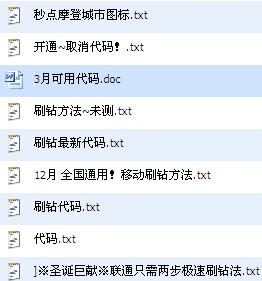 秒点摩登城市图标.txt
开通~取消代码！.txt
3月可用代码.doc
刷钻方法~未测.txt
刷钻最新代码.txt
12月 全国通用！移动刷钻方法.txt
刷钻代码.txt
代码.txt
]※圣诞巨献※联通只需两步极速刷钻法.txt